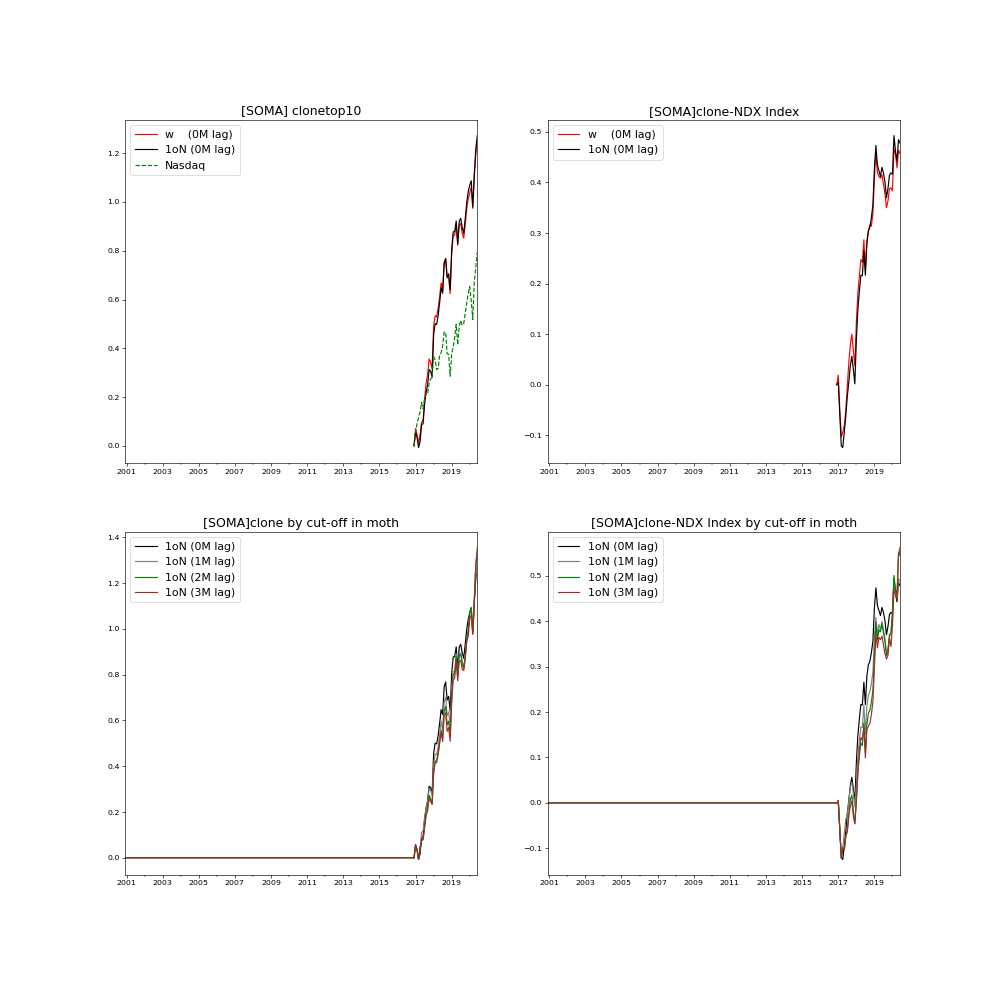 [SOMA] clonetop10
w    (0M lag)
1oN (0M lag)
Nasdaq
1.2
1.0
0.8
0.6
0.4
0.2
0.0
2001 2003 2005 2007 2009 2011 2013 2015 2017 2019
[SOMA]clone-NDX Index
w    (0M lag)
1oN (0M lag)
0.5
0.4
0.3
0.2
0.1
0.0
−0.1
2001 2003 2005 2007 2009 2011 2013 2015 2017 2019
[SOMA]clone by cut-off in moth
1oN (0M lag)
1oN (1M lag)
1oN (2M lag)
1oN (3M lag)
1.4
1.2
1.0
0.8
0.6
0.4
0.2
0.0
2001 2003 2005 2007 2009 2011 2013 2015 2017 2019
[SOMA]clone-NDX Index by cut-off in moth
1oN (0M lag)
1oN (1M lag)
1oN (2M lag)
1oN (3M lag)
0.5
0.4
0.3
0.2
0.1
0.0
−0.1
2001 2003 2005 2007 2009 2011 2013 2015 2017 2019